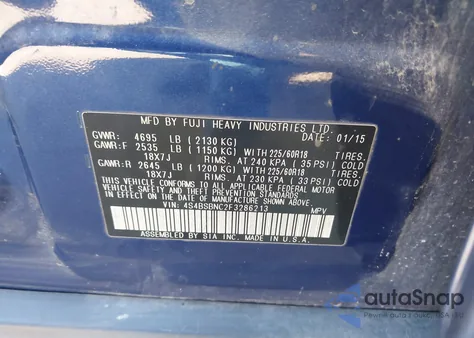 MFD BY FUJI HEAVY INDUSTRIES LTD.
GVWR: 4695 LB (2130 KG) 01/15
GAWR:F 2535 LB (1150 KG) WITH 225/60R18 TIRES.
18X7J RIMS. AT 240 KPA (35 PSI) COLD
GAWR:R 2645 LB (1200 KG) WITH 225/60R18 TIRES.
18X7J RIMS. AT 230 KPA (33 PSI) COLD
THIS VEHICLE CONFORMS TO ALL APPLICABLE FEDERAL MOTOR
VEHICLE SAFETY AND THEFT PREVENTION STANDARDS
IN EFFECT ON THE DATE OF MANUFACTURE SHOWN ABOVE.
VIN: 4S4BSBNC2F3286213 MPV
ASSEMBLED BY SIA INC. MADE IN U.S.A.
autoSnap